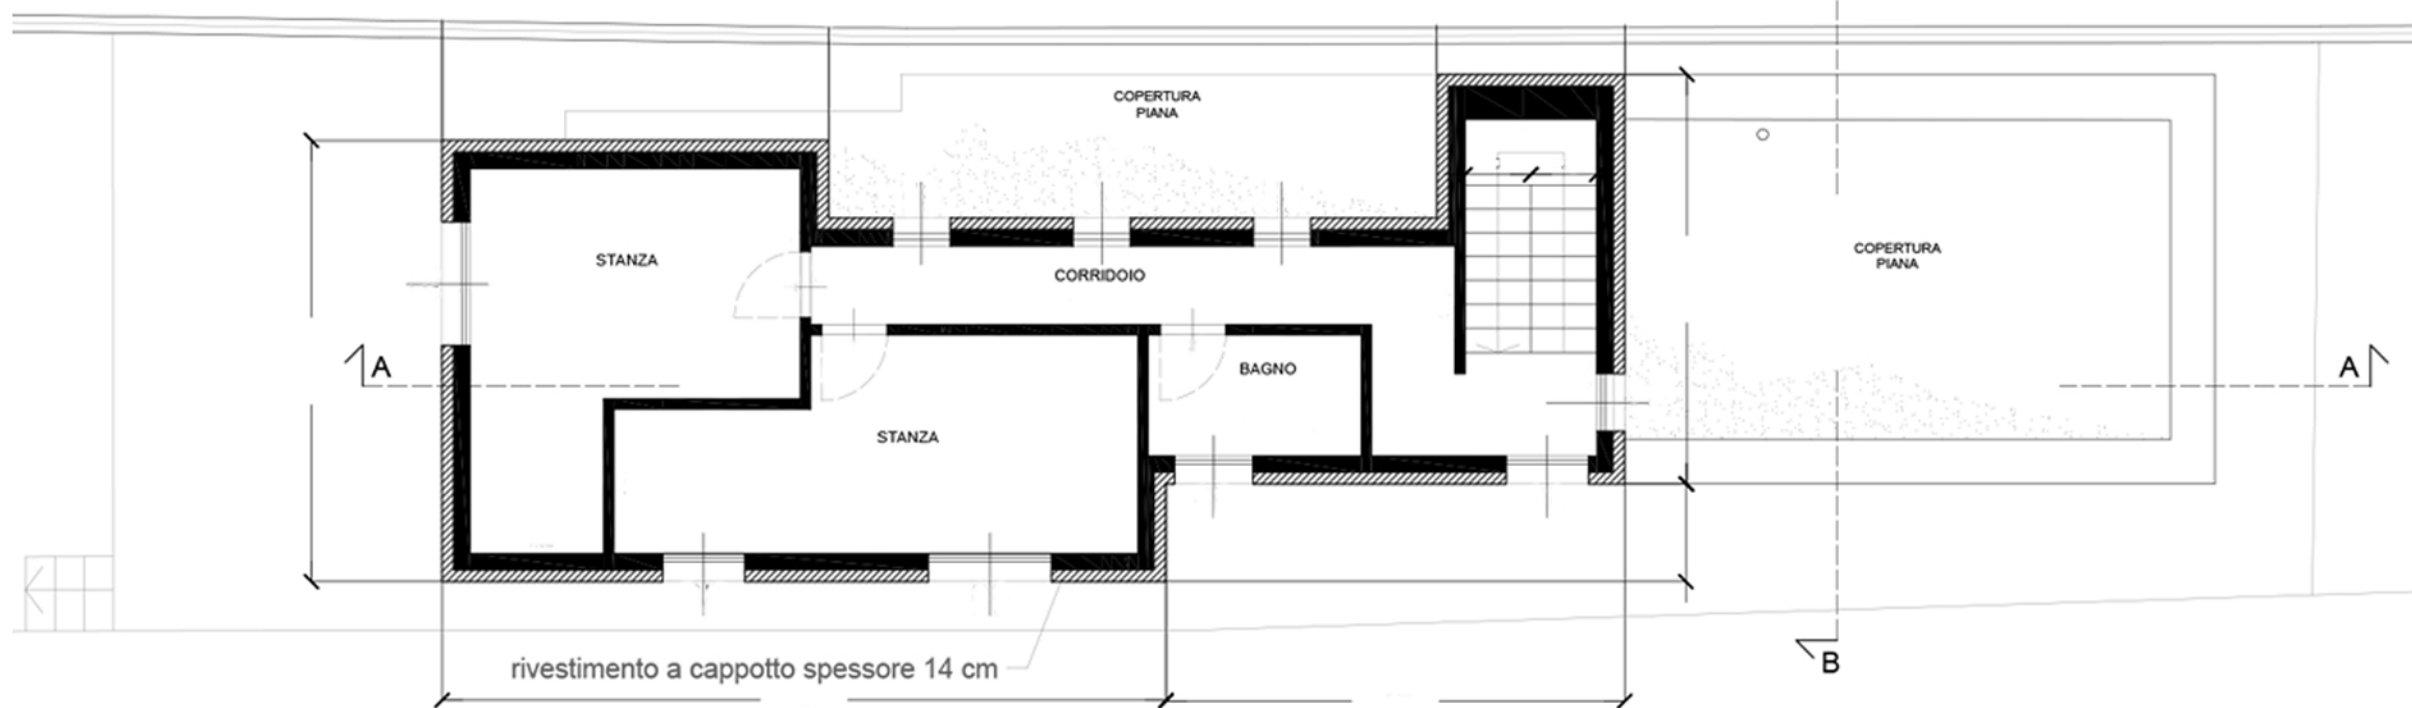 COPERTURA
PIANA
STANZA
CORRIDOIO
COPERTURA
PIANA
A
BAGNO
A
STANZA
B
rivestimento a cappotto spessore 14 cm